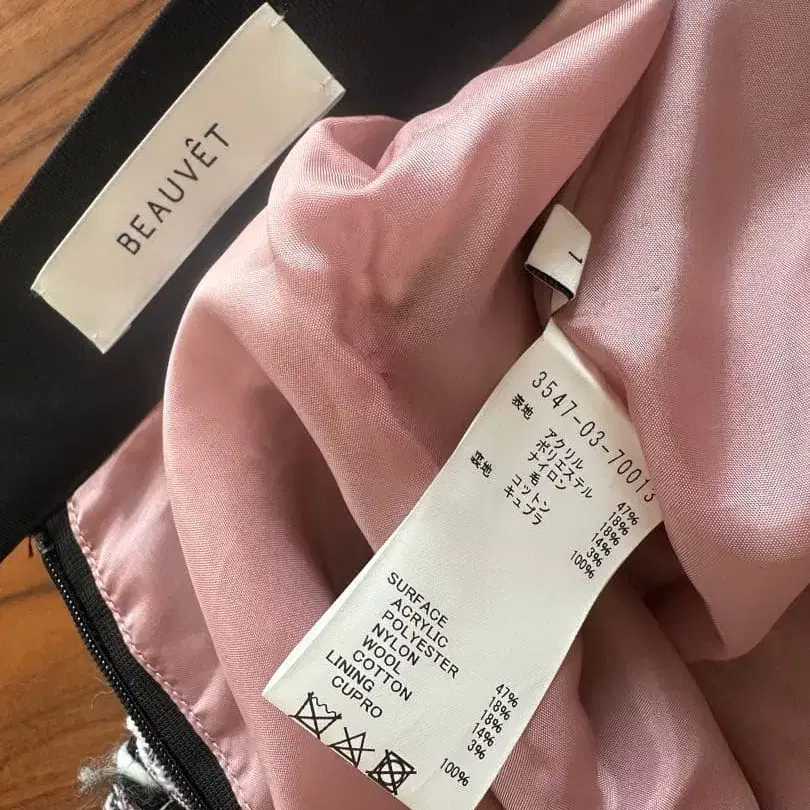 BEAUVÊT
1
3547-03-70013
表地
アクリル 47%
ポリエステル 18%
ナイロン 18%
毛 14%
コットン 3%
裏地
キュプラ 100%
SURFACE
ACRYLIC 47%
POLYESTER 18%
NYLON 18%
WOOL 14%
COTTON 3%
LINING
CUPRO 100%